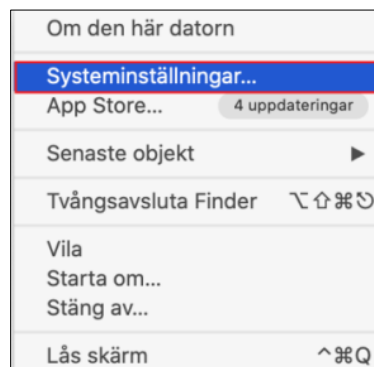 Om den här datorn
Systeminställningar...
App Store... 4 uppdateringar
Senaste objekt ▶
Tvångsavsluta Finder ⌥⇧⌘⎋
Vila
Starta om...
Stäng av...
Lås skärm ^⌘Q